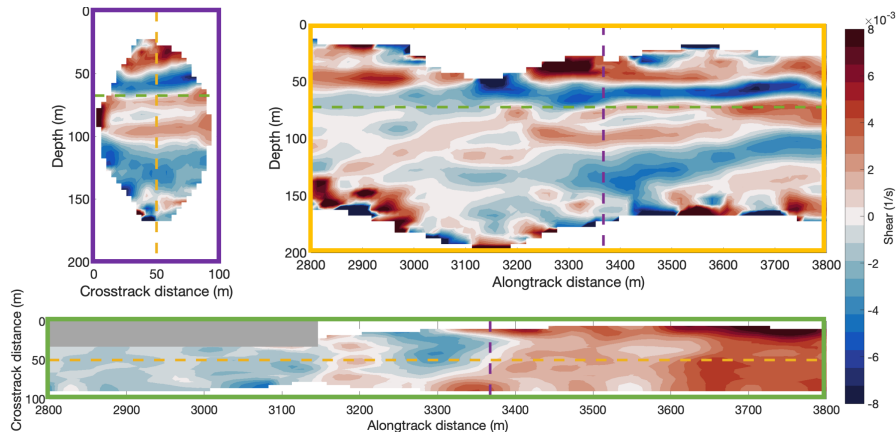 0
50
100
150
200
Depth (m)
0 50 100
Crosstrack distance (m)
0
50
100
150
200
Depth (m)
2800 2900 3000 3100 3200 3300 3400 3500 3600 3700 3800
Alongtrack distance (m)
×10⁻³
8
6
4
2
0
-2
-4
-6
-8
Shear (1/s)
0
50
100
Crosstrack distance (m)
2800 2900 3000 3100 3200 3300 3400 3500 3600 3700 3800
Alongtrack distance (m)